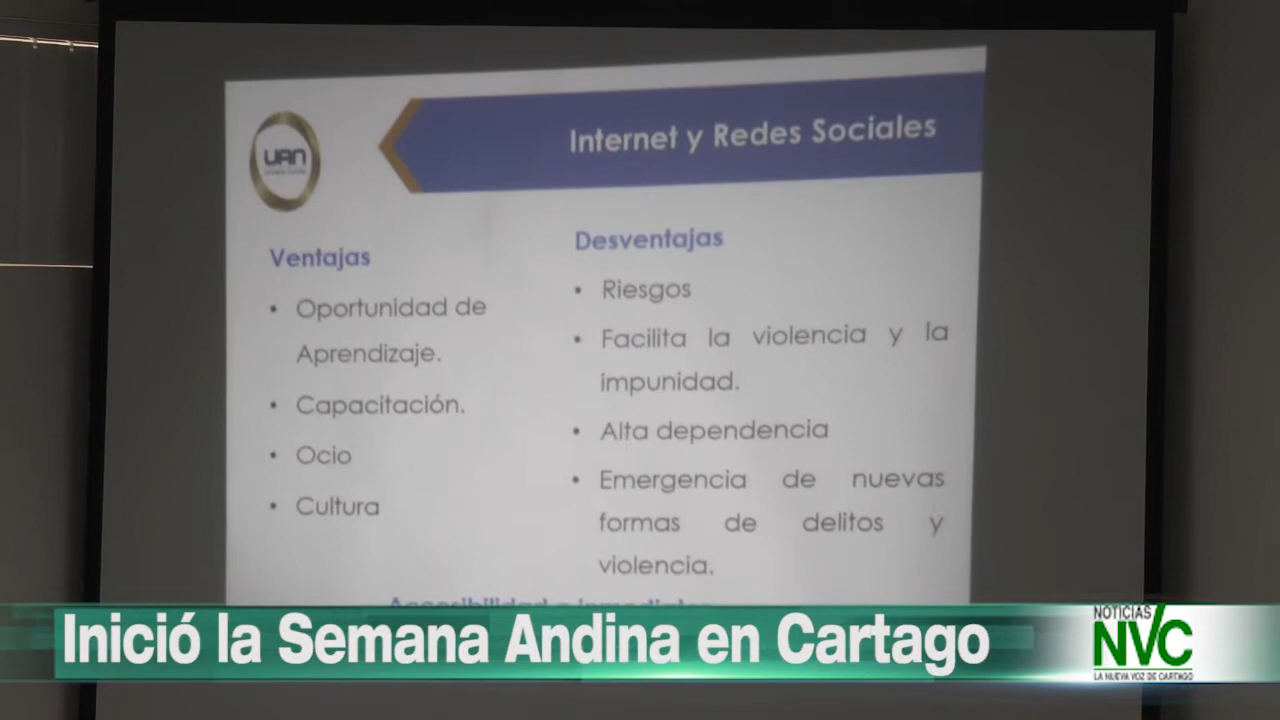 UAN
Internet y Redes Sociales
Ventajas
• Oportunidad de
Aprendizaje.
• Capacitación.
• Ocio
• Cultura
Desventajas
• Riesgos
• Facilita la violencia y la
impunidad.
• Alta dependencia
• Emergencia de nuevas
formas de delitos y
violencia.
Inició la Semana Andina en Cartago
NOTICIAS
NVC
LA NUEVA VOZ DE CARTAGO